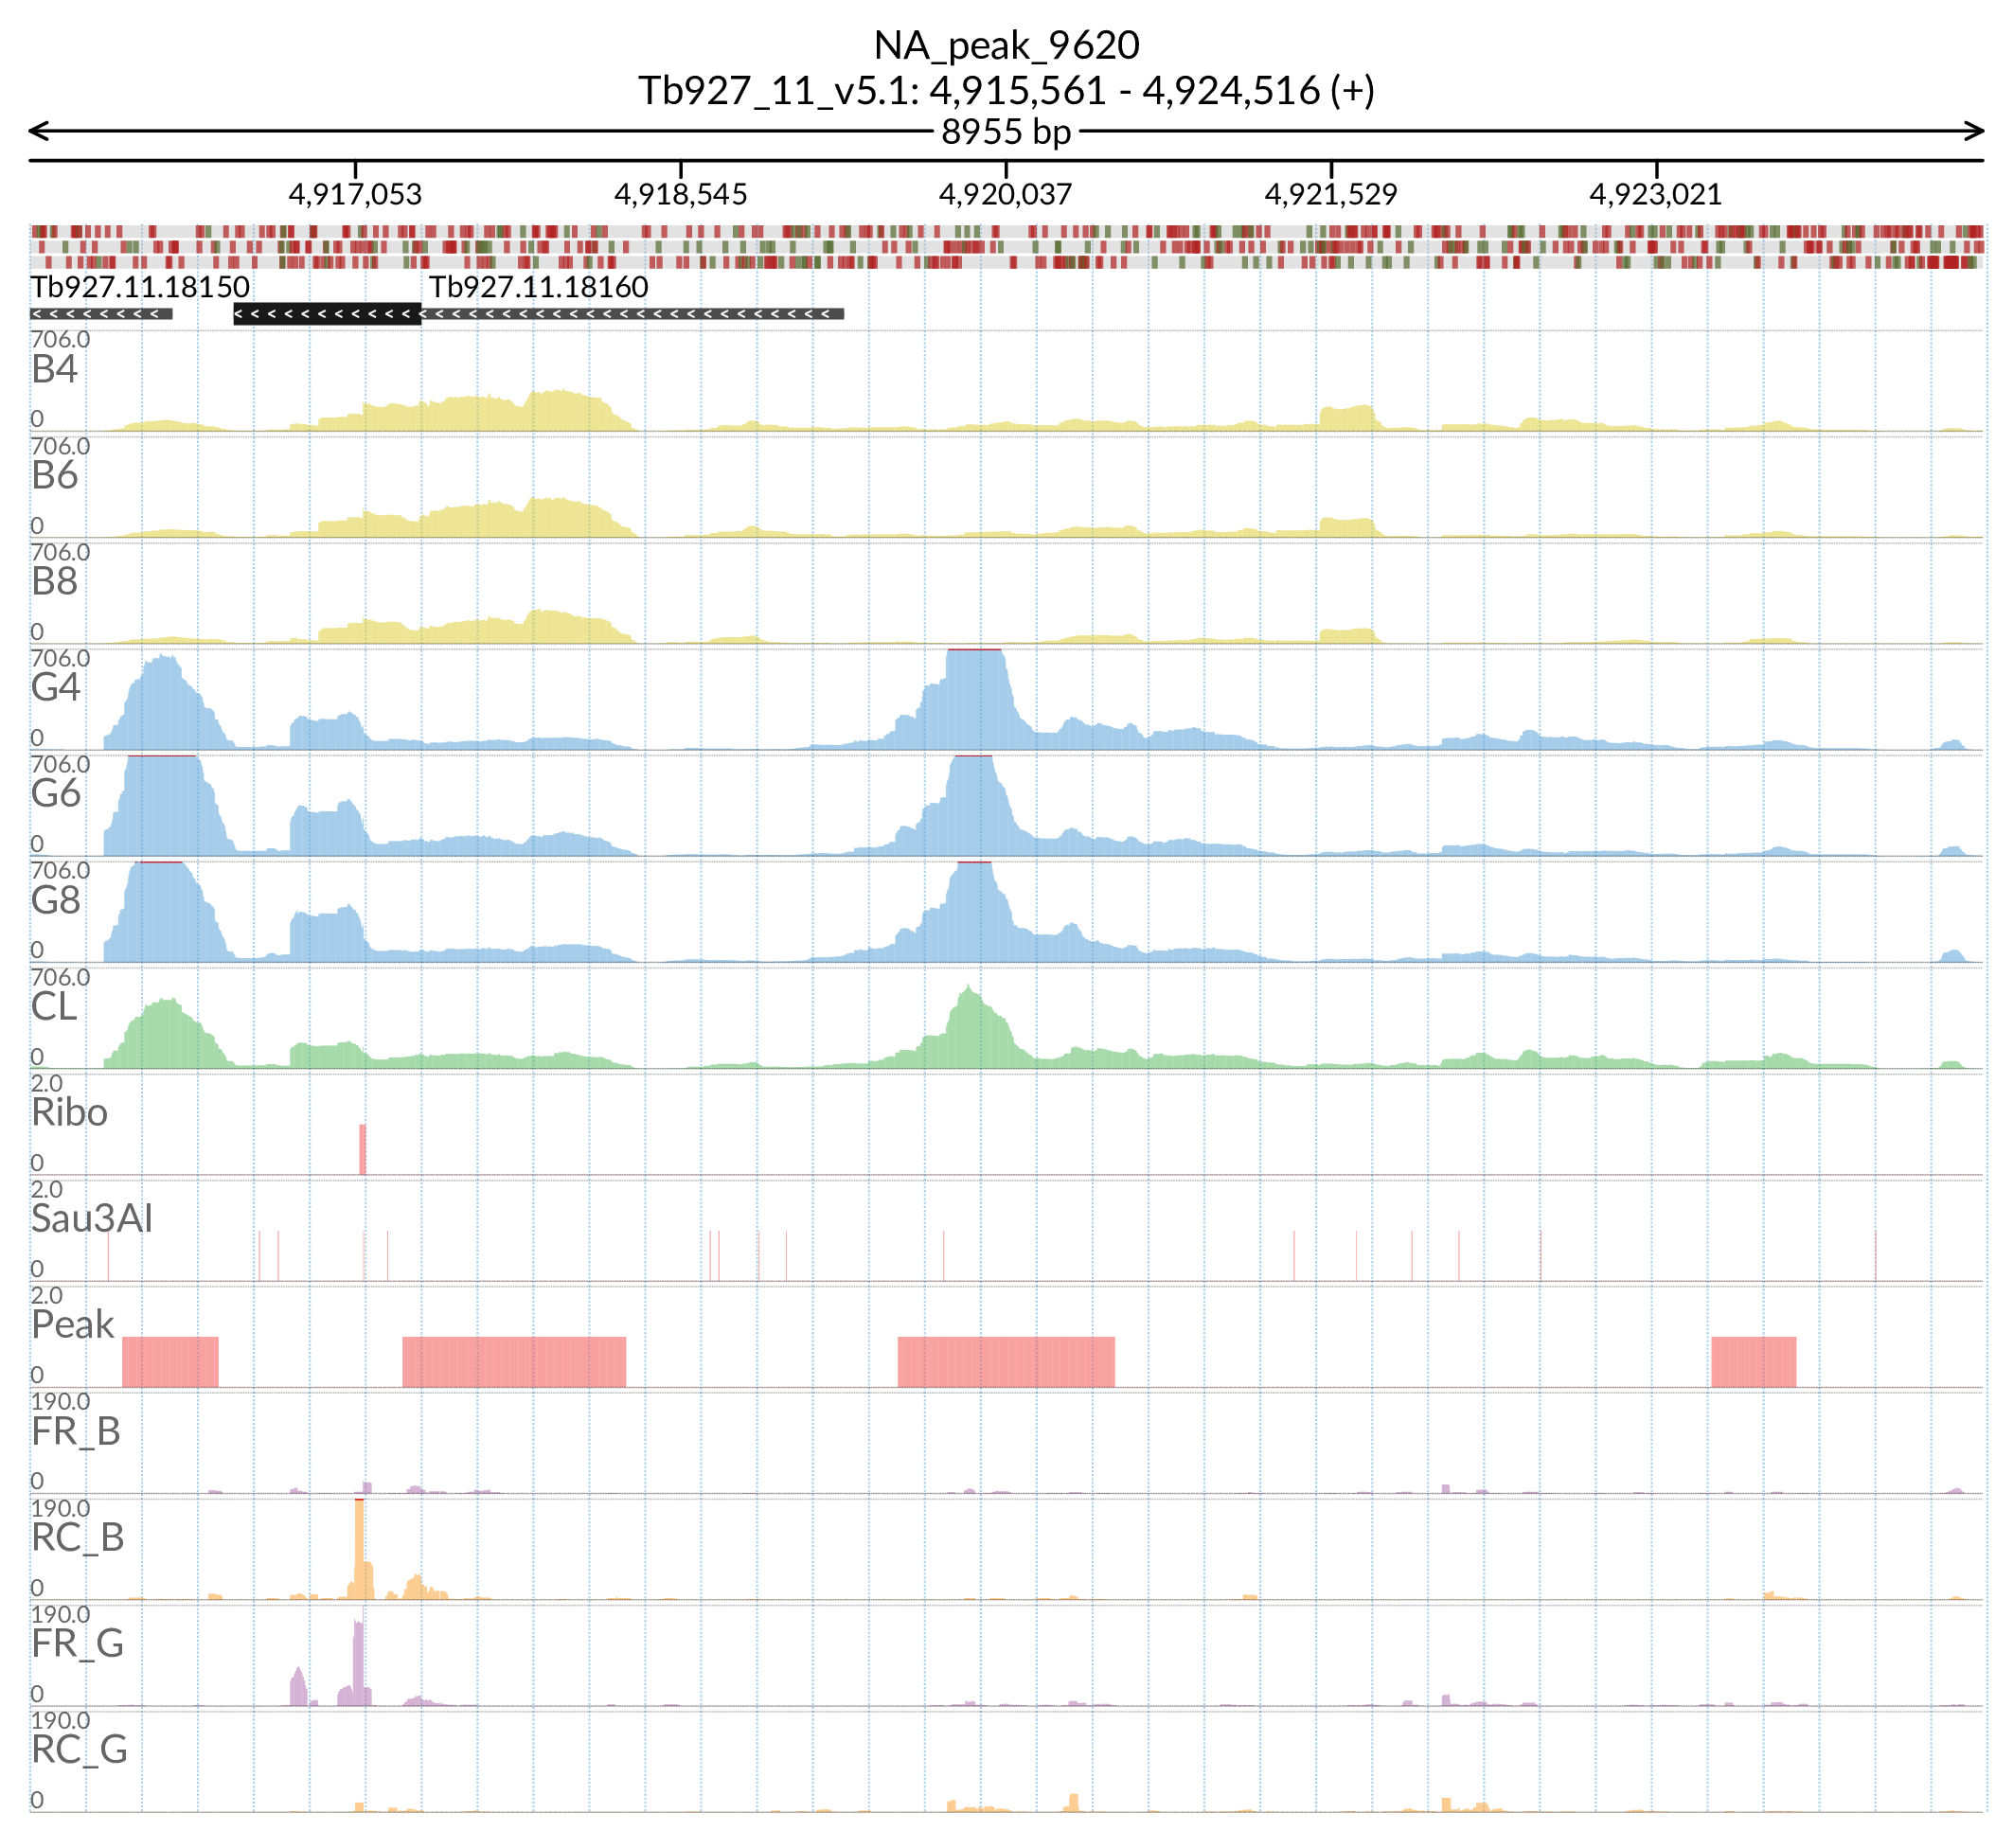 NA_peak_9620
Tb927_11_v5.1: 4,915,561 - 4,924,516 (+)
8955 bp
4,917,053 4,918,545 4,920,037 4,921,529 4,923,021
Tb927.11.18150 Tb927.11.18160
706.0
B4
0
706.0
B6
0
706.0
B8
0
706.0
G4
0
706.0
G6
0
706.0
G8
0
706.0
CL
0
2.0
Ribo
0
2.0
Sau3AI
0
2.0
Peak
0
190.0
FR_B
0
190.0
RC_B
0
190.0
FR_G
0
190.0
RC_G
0